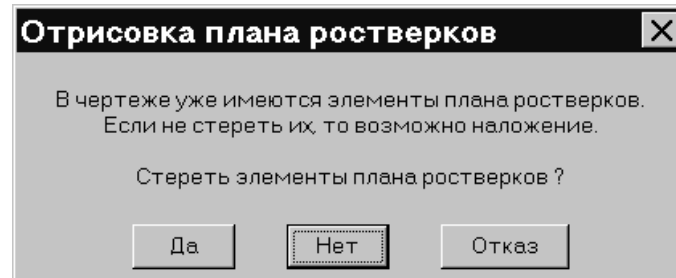 Отрисовка плана ростверков
В чертеже уже имеются элементы плана ростверков.
Если не стереть их, то возможно наложение.
Стереть элементы плана ростверков ?
Да Нет Отказ